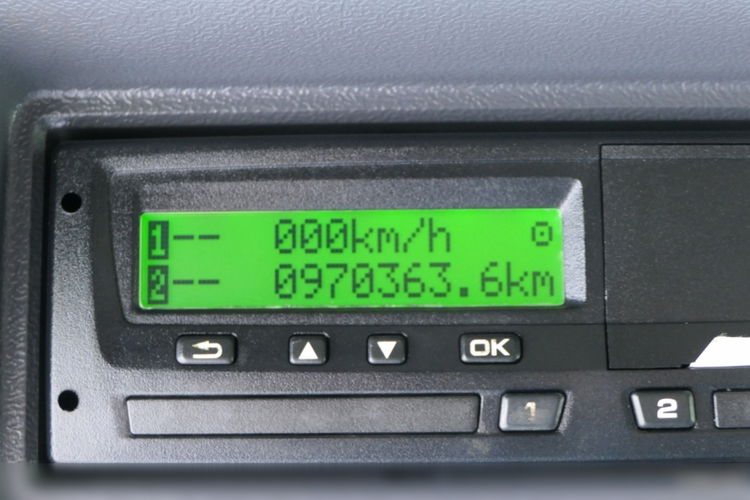 1-- 000km/h ⊙
2-- 0970363.6km
▲ ▼ OK
1 2